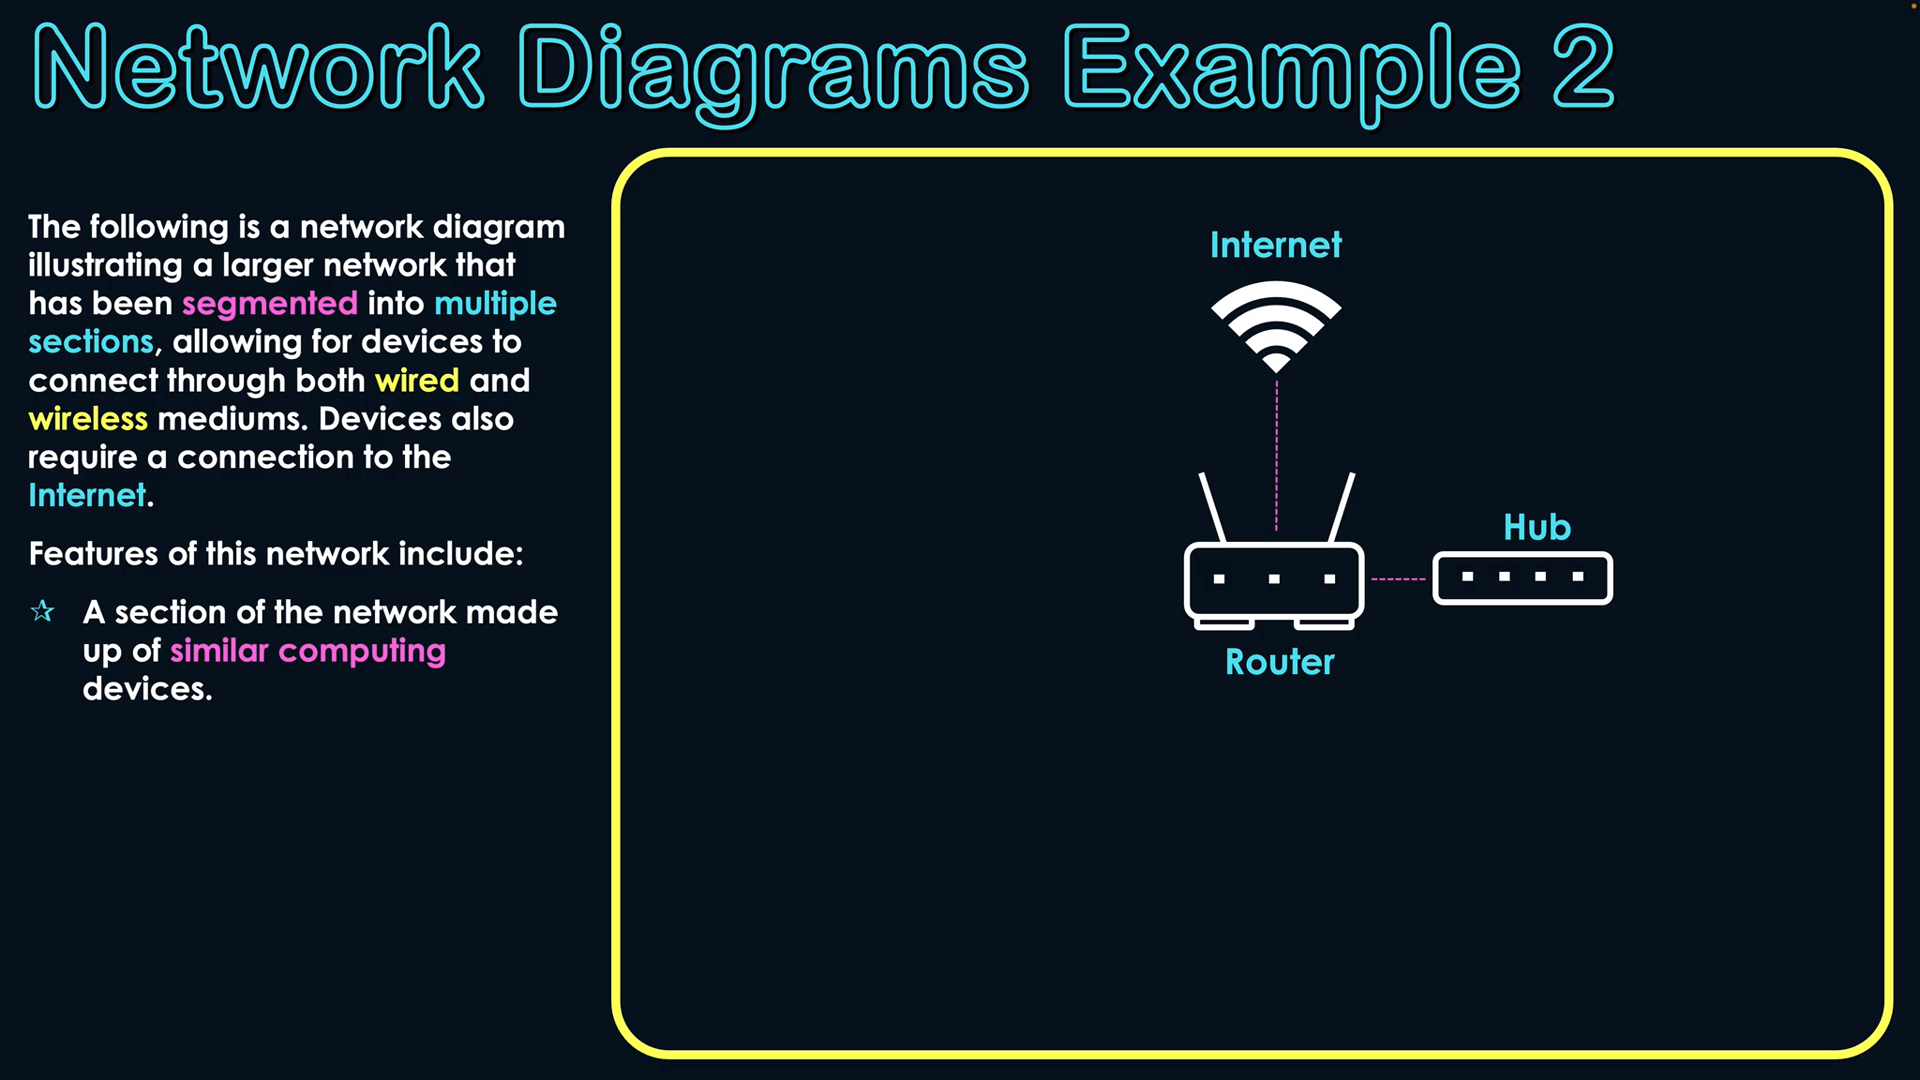 Network Diagrams Example 2
The following is a network diagram
illustrating a larger network that
has been segmented into multiple
sections, allowing for devices to
connect through both wired and
wireless mediums. Devices also
require a connection to the
Internet.
Features of this network include:
☆ A section of the network made
up of similar computing
devices.
Internet
Hub
Router